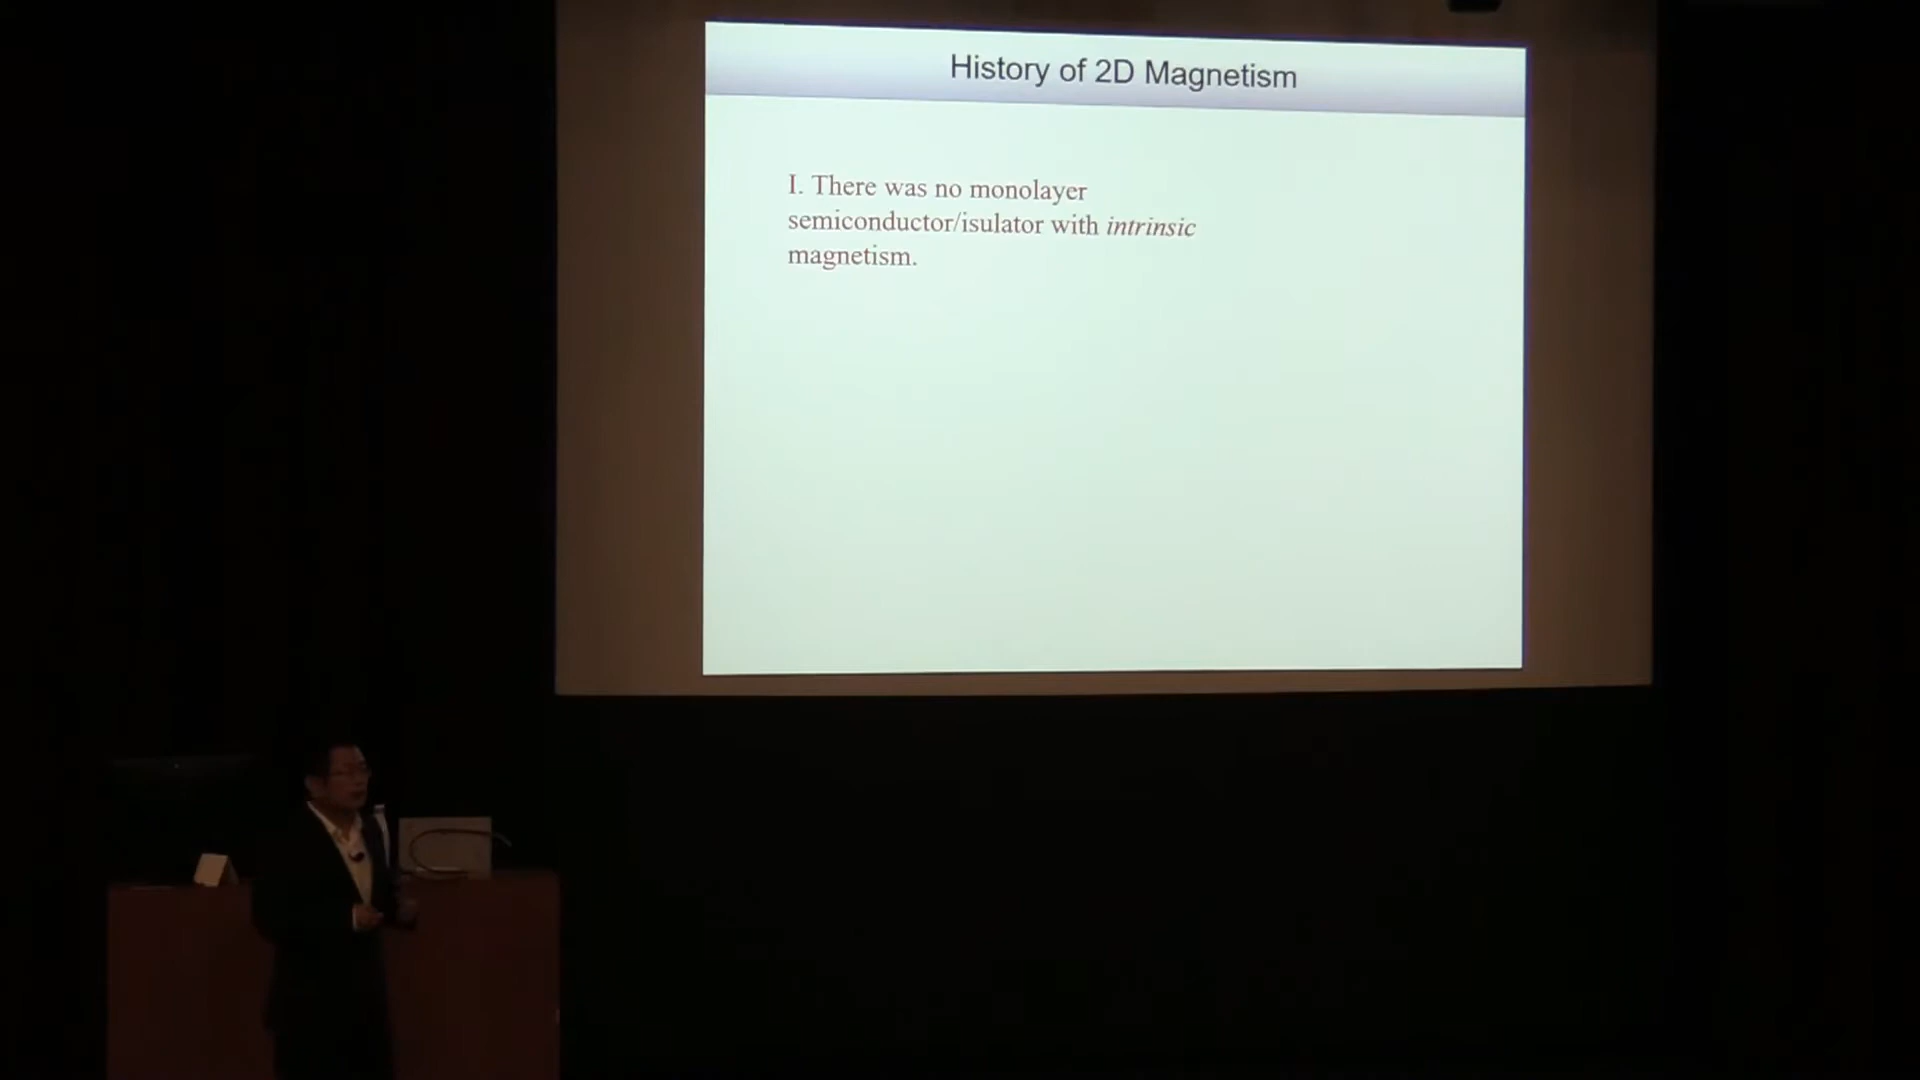 History of 2D Magnetism
I. There was no monolayer
semiconductor/isulator with intrinsic
magnetism.